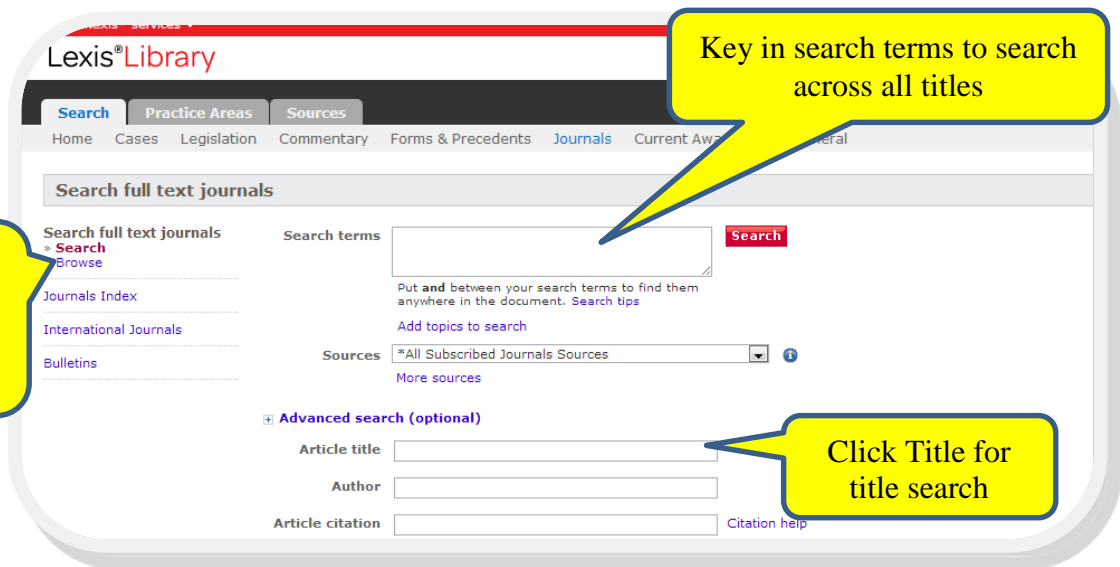 Services
Lexis®Library
Key in search terms to search
across all titles
Search Practice Areas Sources
Home Cases Legislation Commentary Forms & Precedents Journals Current
Search full text journals
Search full text journals
» Search
Browse
Journals Index
International Journals
Bulletins
Search terms
Search
Put and between your search terms to find them
anywhere in the document. Search tips
Add topics to search
Sources *All Subscribed Journals Sources
More sources
Advanced search (optional)
Article title
Click Title for
title search
Author
Article citation Citation help